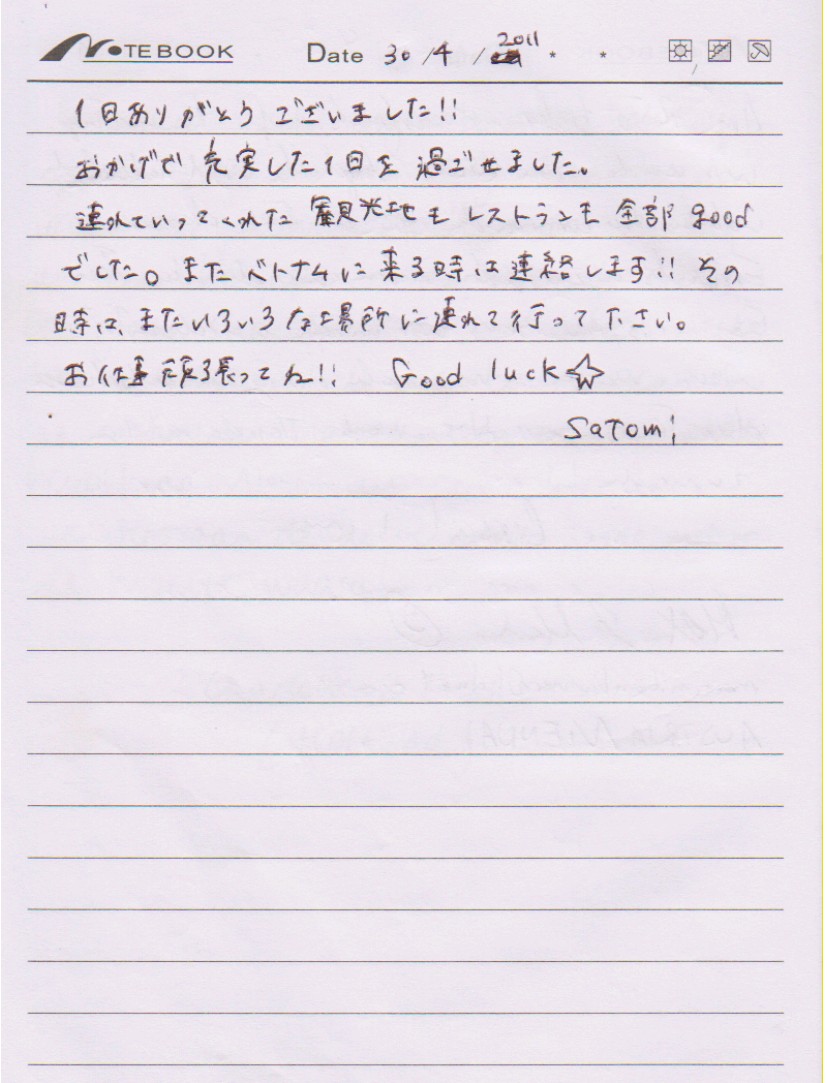 NOTEBOOK Date 30/4/2011 * *
1日ありがとうございました!!
おかげで充実した1日を過ごせました。
連れていってくれた観光地もレストランも全部good
でした。またベトナムに来る時は連絡します!! その
時は、またいろいろな場所に連れて行って下さい。
お仕事頑張ってね!! Good luck☆
Satomi